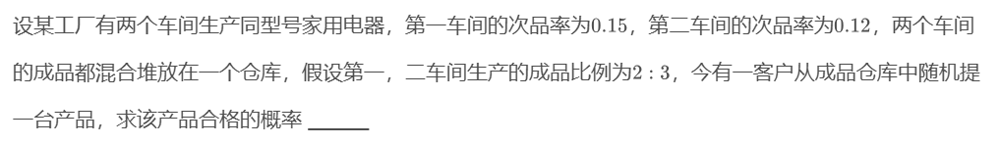 设某工厂有两个车间生产同型号家用电器，第一车间的次品率为0.15，第二车间的次品率为0.12，两个车间
的成品都混合堆放在一个仓库，假设第一，二车间生产的成品比例为2 : 3，今有一客户从成品仓库中随机提
一台产品，求该产品合格的概率 ______